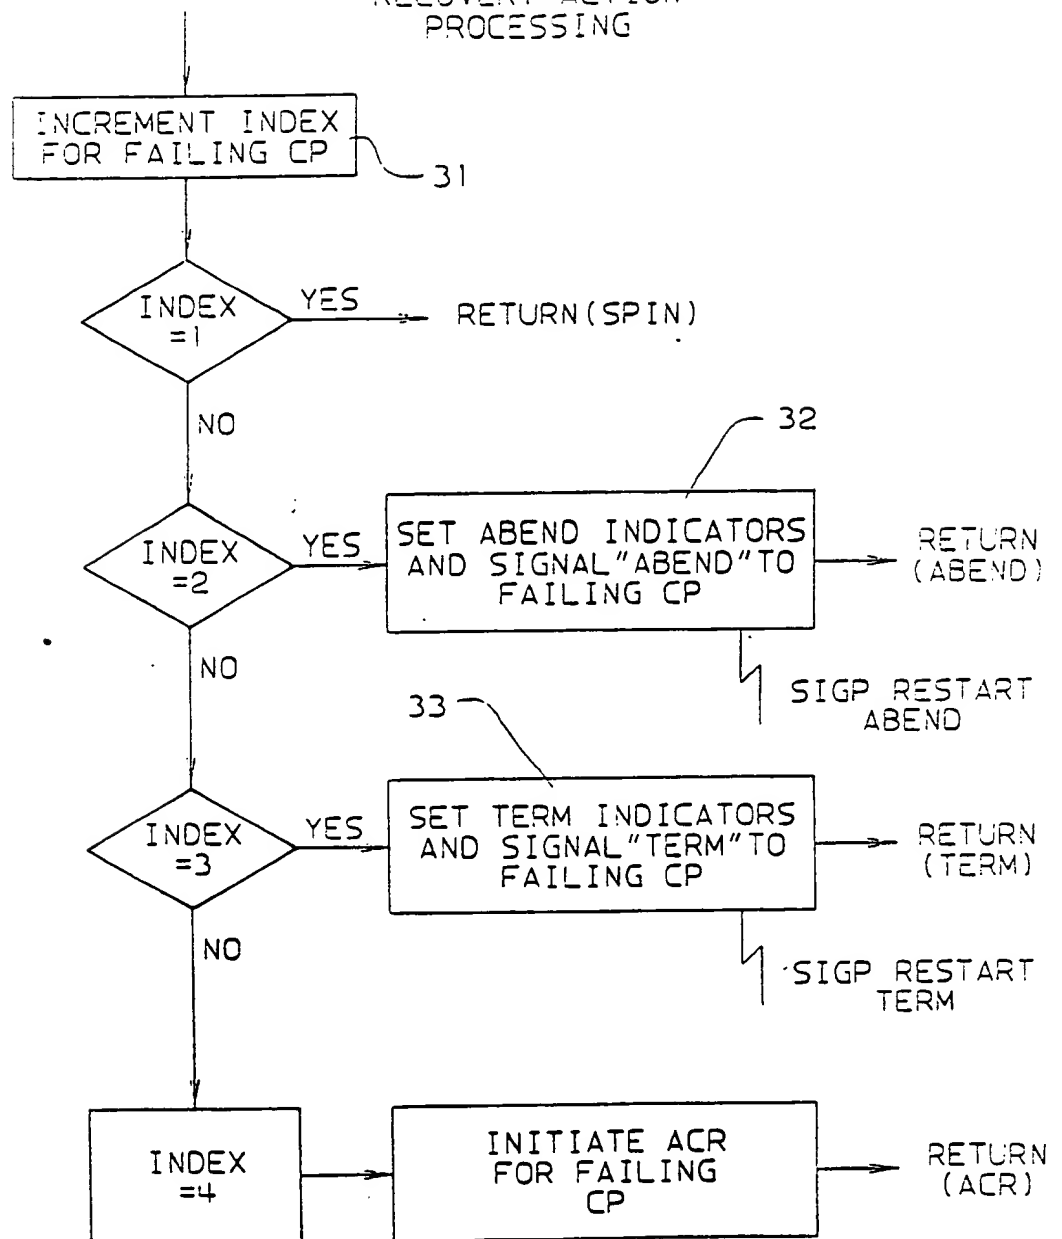 RECOVERY ACTION
PROCESSING
INCREMENT INDEX
FOR FAILING CP
31
INDEX
=1
YES
RETURN(SPIN)
NO
32
INDEX
=2
YES
SET ABEND INDICATORS
AND SIGNAL"ABEND"TO
FAILING CP
RETURN
(ABEND)
NO
SIGP RESTART
ABEND
33
INDEX
=3
YES
SET TERM INDICATORS
AND SIGNAL"TERM"TO
FAILING CP
RETURN
(TERM)
NO
SIGP RESTART
TERM
INDEX
=4
INITIATE ACR
FOR FAILING
CP
RETURN
(ACR)